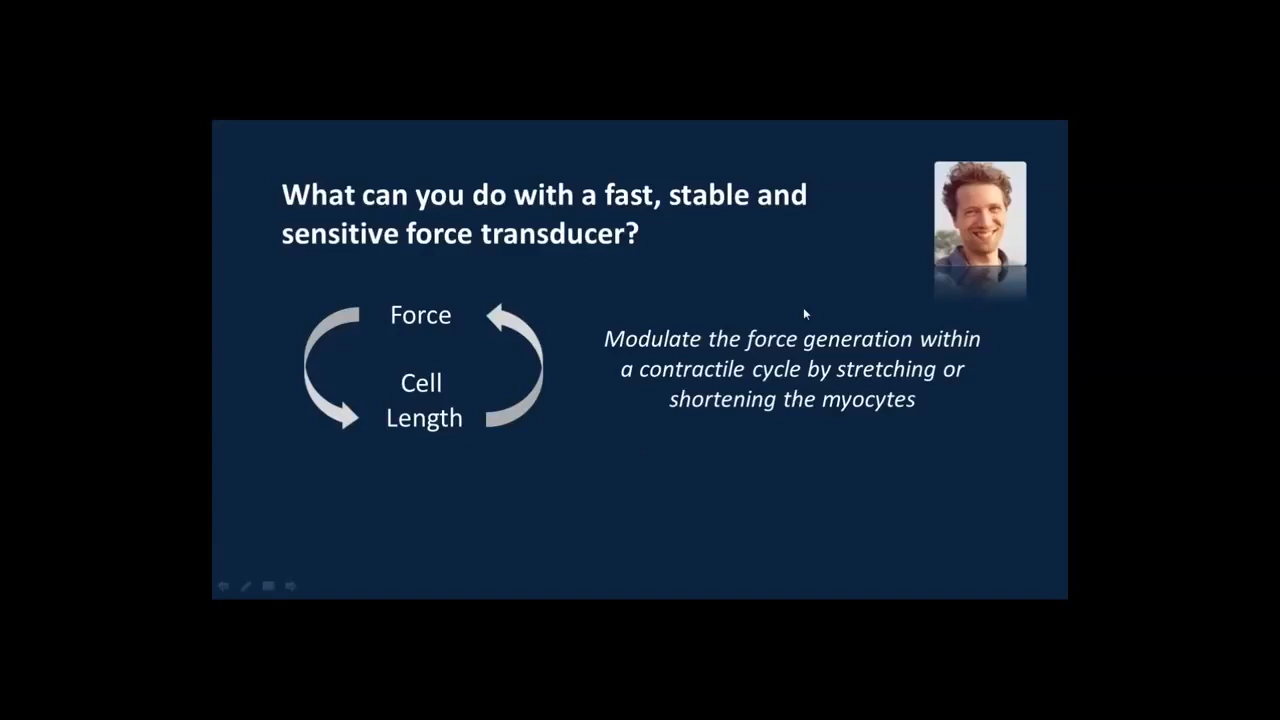 What can you do with a fast, stable and
sensitive force transducer?
Force
Cell
Length
Modulate the force generation within
a contractile cycle by stretching or
shortening the myocytes